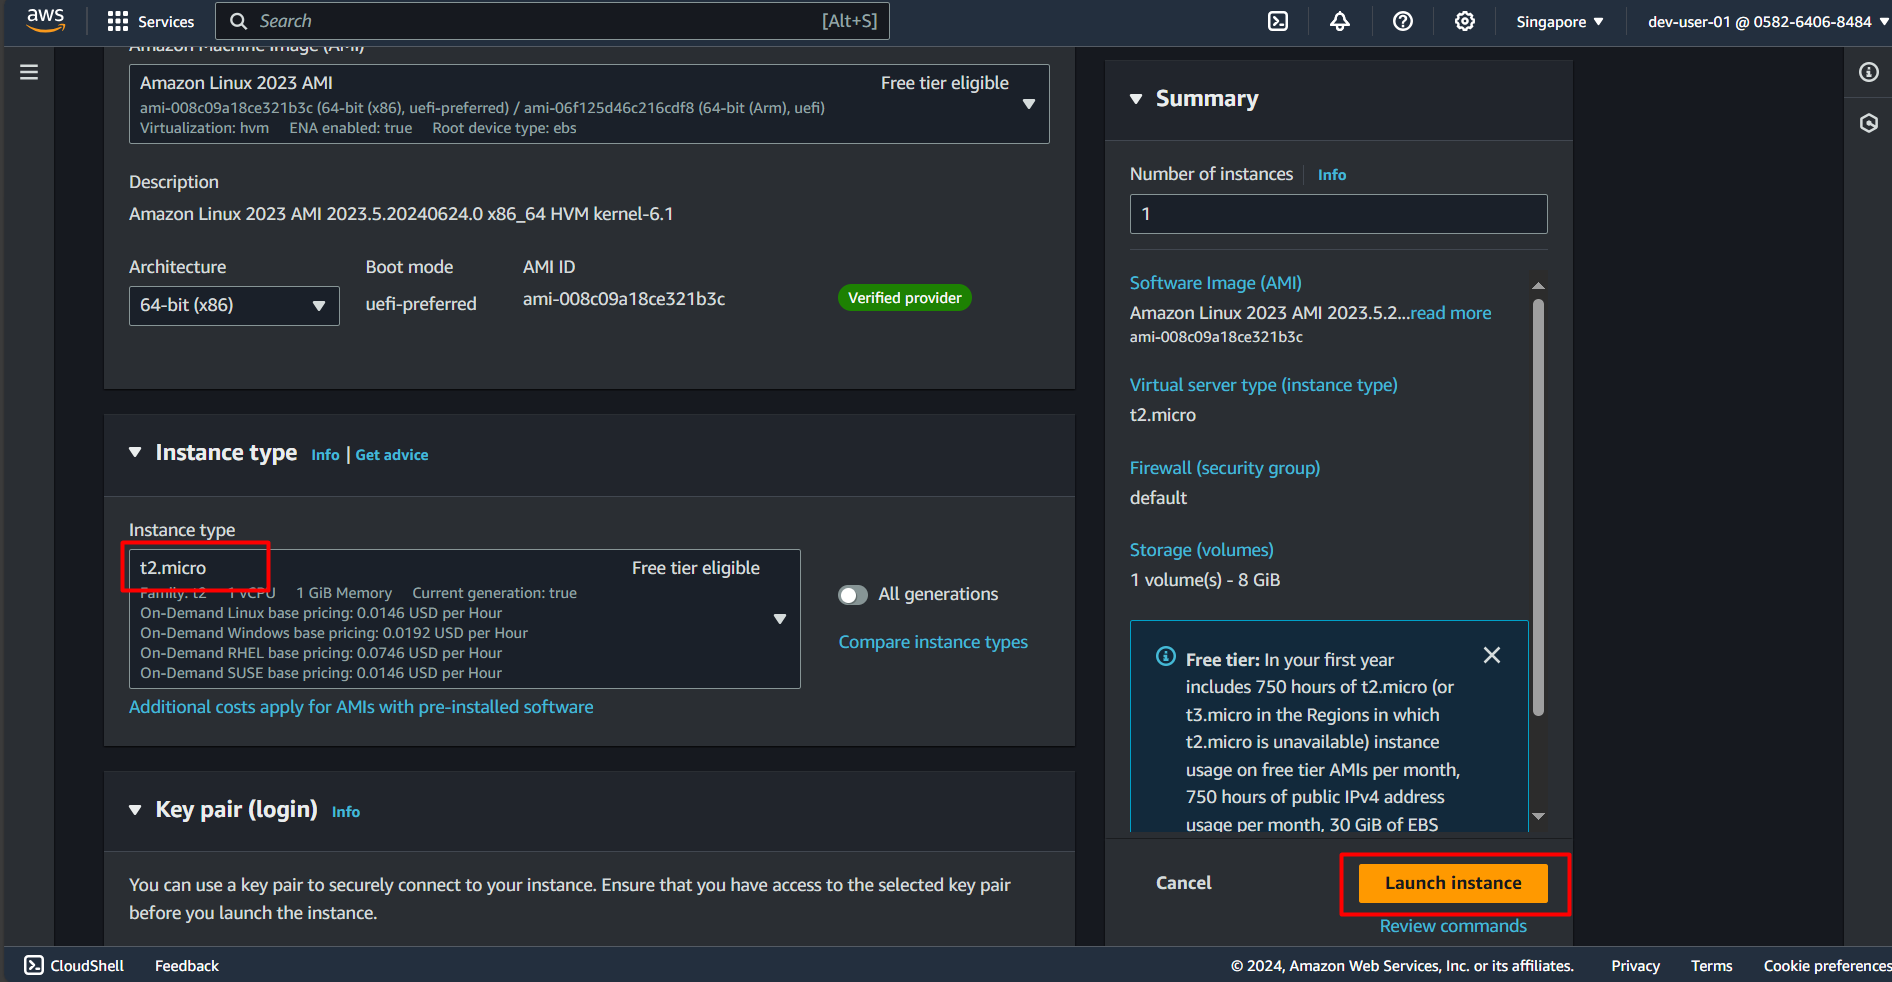 aws
Services
Search
[Alt+S]
Singapore
dev-user-01 @ 0582-6406-8484
Amazon Machine Image (AMI)
Amazon Linux 2023 AMI
Free tier eligible
ami-008c09a18ce321b3c (64-bit (x86), uefi-preferred) / ami-06f125d46c216cdf8 (64-bit (Arm), uefi)
Virtualization: hvm ENA enabled: true Root device type: ebs
Description
Amazon Linux 2023 AMI 2023.5.20240624.0 x86_64 HVM kernel-6.1
Architecture
Boot mode
AMI ID
64-bit (x86)
uefi-preferred
ami-008c09a18ce321b3c
Verified provider
Instance type
Info | Get advice
Instance type
t2.micro
Free tier eligible
Family: t2 1 vCPU 1 GiB Memory Current generation: true
On-Demand Linux base pricing: 0.0146 USD per Hour
On-Demand Windows base pricing: 0.0192 USD per Hour
On-Demand RHEL base pricing: 0.0746 USD per Hour
On-Demand SUSE base pricing: 0.0146 USD per Hour
All generations
Compare instance types
Additional costs apply for AMIs with pre-installed software
Key pair (login)
Info
You can use a key pair to securely connect to your instance. Ensure that you have access to the selected key pair
before you launch the instance.
Summary
Number of instances
Info
1
Software Image (AMI)
Amazon Linux 2023 AMI 2023.5.2...read more
ami-008c09a18ce321b3c
Virtual server type (instance type)
t2.micro
Firewall (security group)
default
Storage (volumes)
1 volume(s) - 8 GiB
Free tier: In your first year
includes 750 hours of t2.micro (or
t3.micro in the Regions in which
t2.micro is unavailable) instance
usage on free tier AMIs per month,
750 hours of public IPv4 address
usage per month, 30 GiB of EBS
Cancel
Launch instance
Review commands
CloudShell
Feedback
© 2024, Amazon Web Services, Inc. or its affiliates.
Privacy
Terms
Cookie preferences